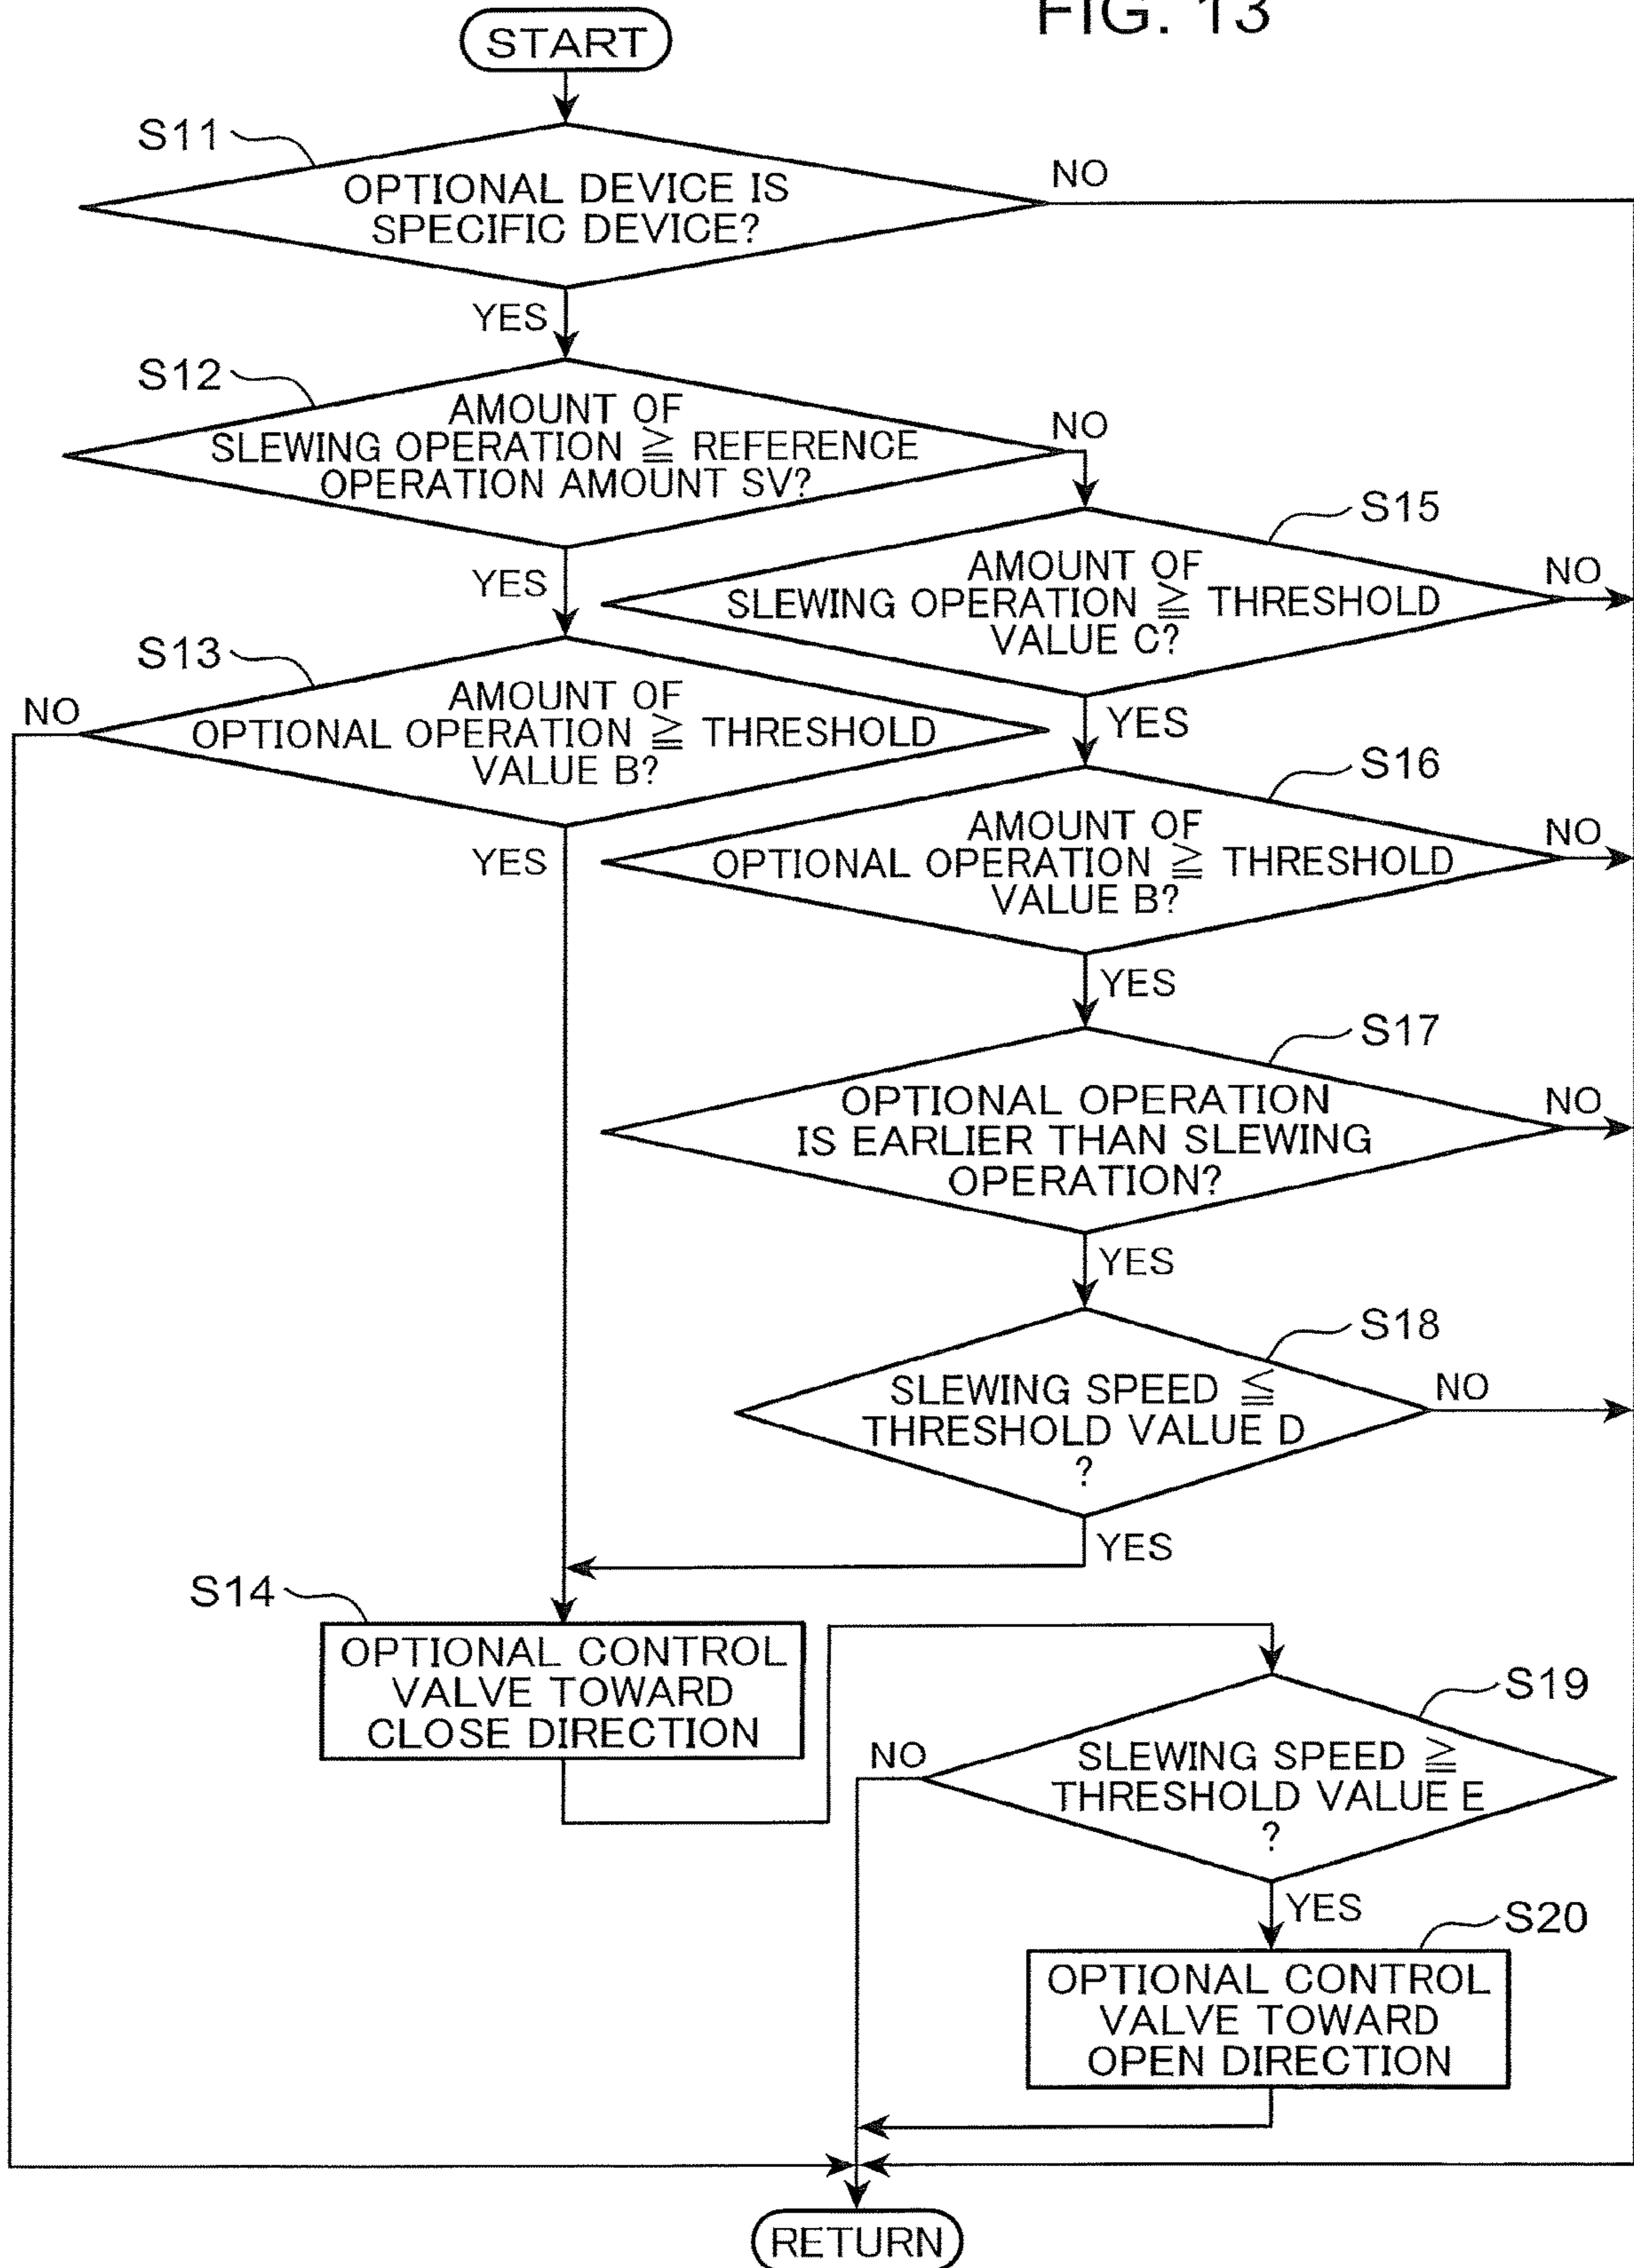 FIG. 13
START
S11
OPTIONAL DEVICE IS
SPECIFIC DEVICE?
NO
YES
S12
AMOUNT OF
SLEWING OPERATION ≧ REFERENCE
OPERATION AMOUNT SV?
NO
YES
S15
AMOUNT OF
SLEWING OPERATION ≧ THRESHOLD
VALUE C?
NO
YES
S13
AMOUNT OF
OPTIONAL OPERATION ≧ THRESHOLD
VALUE B?
NO
YES
S16
AMOUNT OF
OPTIONAL OPERATION ≧ THRESHOLD
VALUE B?
NO
YES
S17
OPTIONAL OPERATION
IS EARLIER THAN SLEWING
OPERATION?
NO
YES
S18
SLEWING SPEED ≦
THRESHOLD VALUE D
?
NO
YES
S14
OPTIONAL CONTROL
VALVE TOWARD
CLOSE DIRECTION
S19
SLEWING SPEED ≧
THRESHOLD VALUE E
?
NO
YES
S20
OPTIONAL CONTROL
VALVE TOWARD
OPEN DIRECTION
RETURN